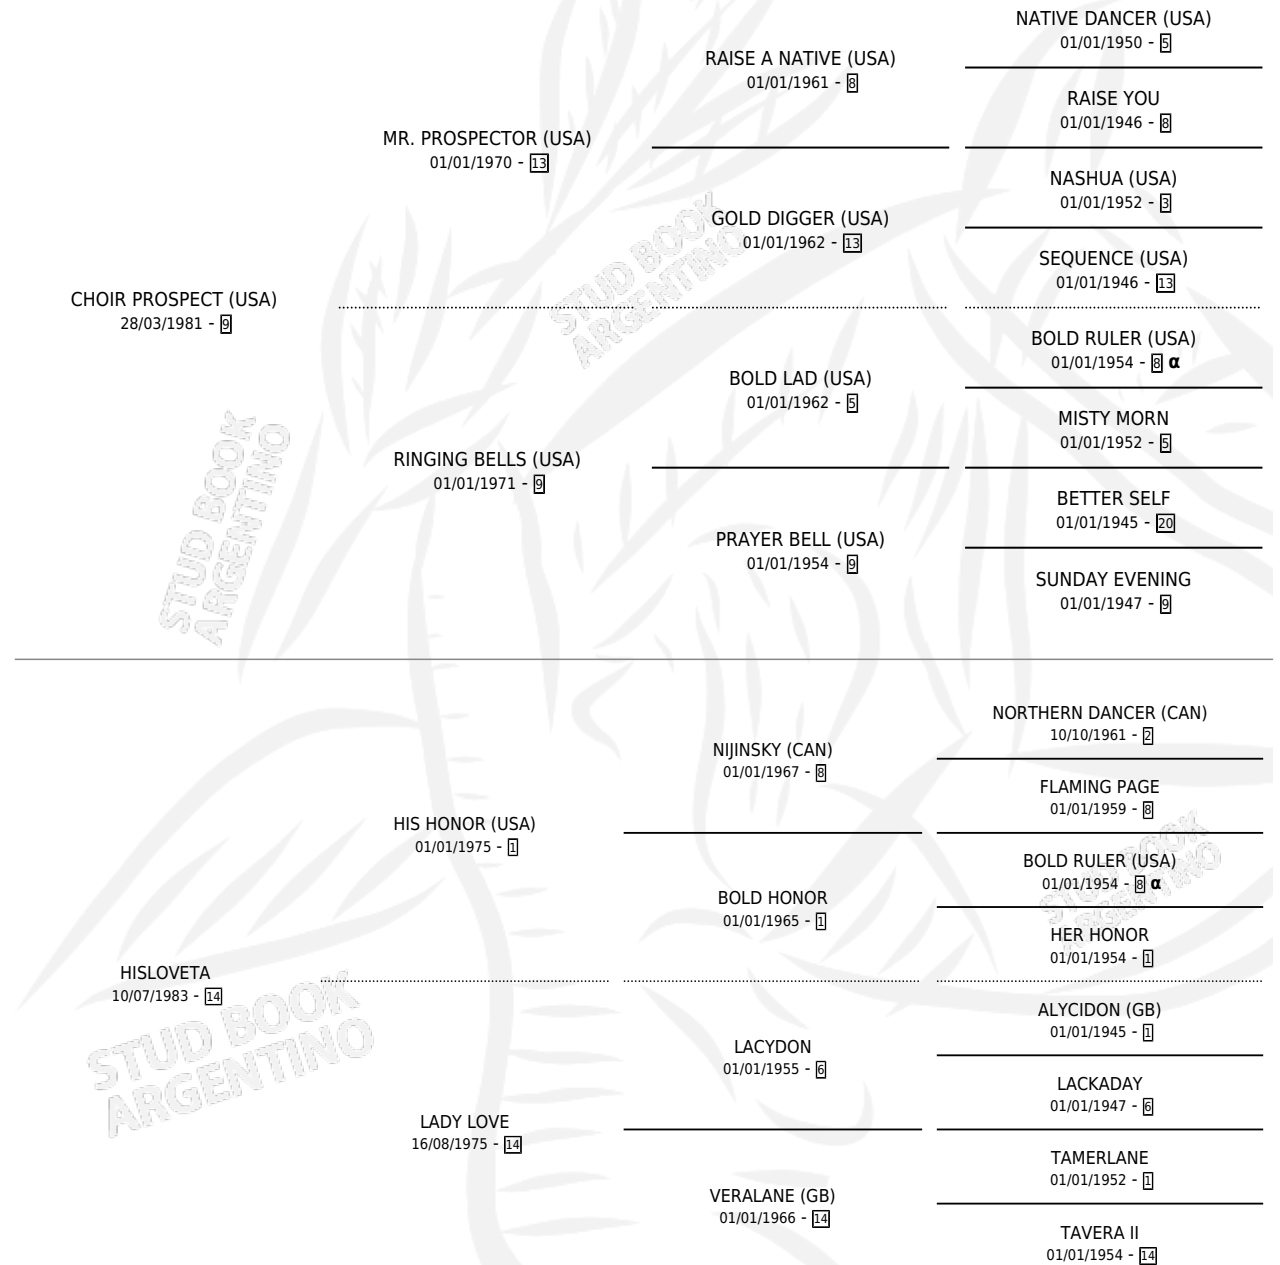 NATIVE DANCER (USA)
01/01/1950 - 5
RAISE A NATIVE (USA)
01/01/1961 - 8
RAISE YOU
01/01/1946 - 8
MR. PROSPECTOR (USA)
01/01/1970 - 13
NASHUA (USA)
01/01/1952 - 3
GOLD DIGGER (USA)
01/01/1962 - 13
SEQUENCE (USA)
01/01/1946 - 13
CHOIR PROSPECT (USA)
28/03/1981 - 9
BOLD RULER (USA)
01/01/1954 - 8 α
BOLD LAD (USA)
01/01/1962 - 5
MISTY MORN
01/01/1952 - 5
RINGING BELLS (USA)
01/01/1971 - 9
BETTER SELF
01/01/1945 - 20
PRAYER BELL (USA)
01/01/1954 - 9
SUNDAY EVENING
01/01/1947 - 9
NORTHERN DANCER (CAN)
10/10/1961 - 2
NIJINSKY (CAN)
01/01/1967 - 8
FLAMING PAGE
01/01/1959 - 8
HIS HONOR (USA)
01/01/1975 - 1
BOLD RULER (USA)
01/01/1954 - 8 α
BOLD HONOR
01/01/1965 - 1
HER HONOR
01/01/1954 - 1
HISLOVETA
10/07/1983 - 14
ALYCIDON (GB)
01/01/1945 - 1
LACYDON
01/01/1955 - 6
LACKADAY
01/01/1947 - 6
LADY LOVE
16/08/1975 - 14
TAMERLANE
01/01/1952 - 1
VERALANE (GB)
01/01/1966 - 14
TAVERA II
01/01/1954 - 14
STUD BOOK
ARGENTINO
STUD BOOK
ARGENTINO
STUD BOOK
ARGENTINO
STUD BOOK
ARGENTINO